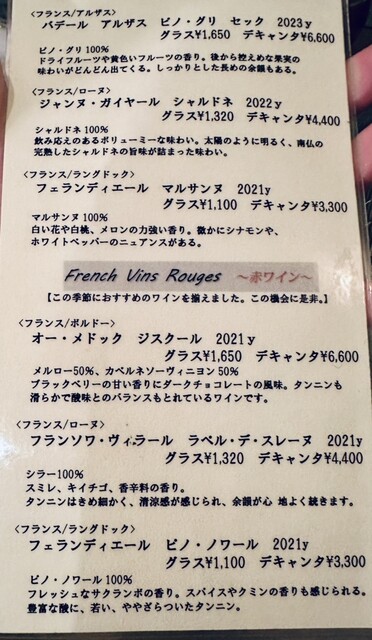 〈フランス/アルザス〉
バデール アルザス ピノ・グリ セック 2023y
グラス¥1,650 デキャンタ¥6,600
ピノ・グリ 100%
ドライフルーツや黄色いフルーツの香り。後から控えめな果実の
味わいがどんどん出てくる。しっかりとした長めの余韻もある。
〈フランス/ローヌ〉
ジャンヌ・ガイヤール シャルドネ 2022y
グラス¥1,320 デキャンタ¥4,400
シャルドネ 100%
飲み応えのあるボリューミーな味わい。太陽のように明るく、南仏の
完熟したシャルドネの旨味が詰まった味わい。
〈フランス/ラングドック〉
フェランディエール マルサンヌ 2021y
グラス¥1,100 デキャンタ¥3,300
マルサンヌ 100%
白い花や白桃、メロンの力強い香り。微かにシナモンや、
ホワイトペッパーのニュアンスがある。
French Vins Rouges ～赤ワイン～
【この季節におすすめのワインを揃えました。この機会に是非。】
〈フランス/ボルドー〉
オー・メドック ジスクール 2021y
グラス¥1,650 デキャンタ¥6,600
メルロー50%、カベルネソーヴィニヨン 50%
ブラックベリーの甘い香りにダークチョコレートの風味。タンニンも
滑らかで酸味とのバランスもとれているワインです。
〈フランス/ローヌ〉
フランソワ・ヴィラール ラペル・デ・スレーヌ 2021y
グラス¥1,320 デキャンタ¥4,400
シラー100%
スミレ、キイチゴ、香辛料の香り。
タンニンはきめ細かく、清涼感が感じられ、余韻が心 地よく続きます。
〈フランス/ラングドック〉
フェランディエール ピノ・ノワール 2021y
グラス¥1,100 デキャンタ¥3,300
ピノ・ノワール 100%
フレッシュなサクランボの香り。スパイスやクミンの香りも感じられる。
豊富な酸に、若い、ややざらついたタンニン。